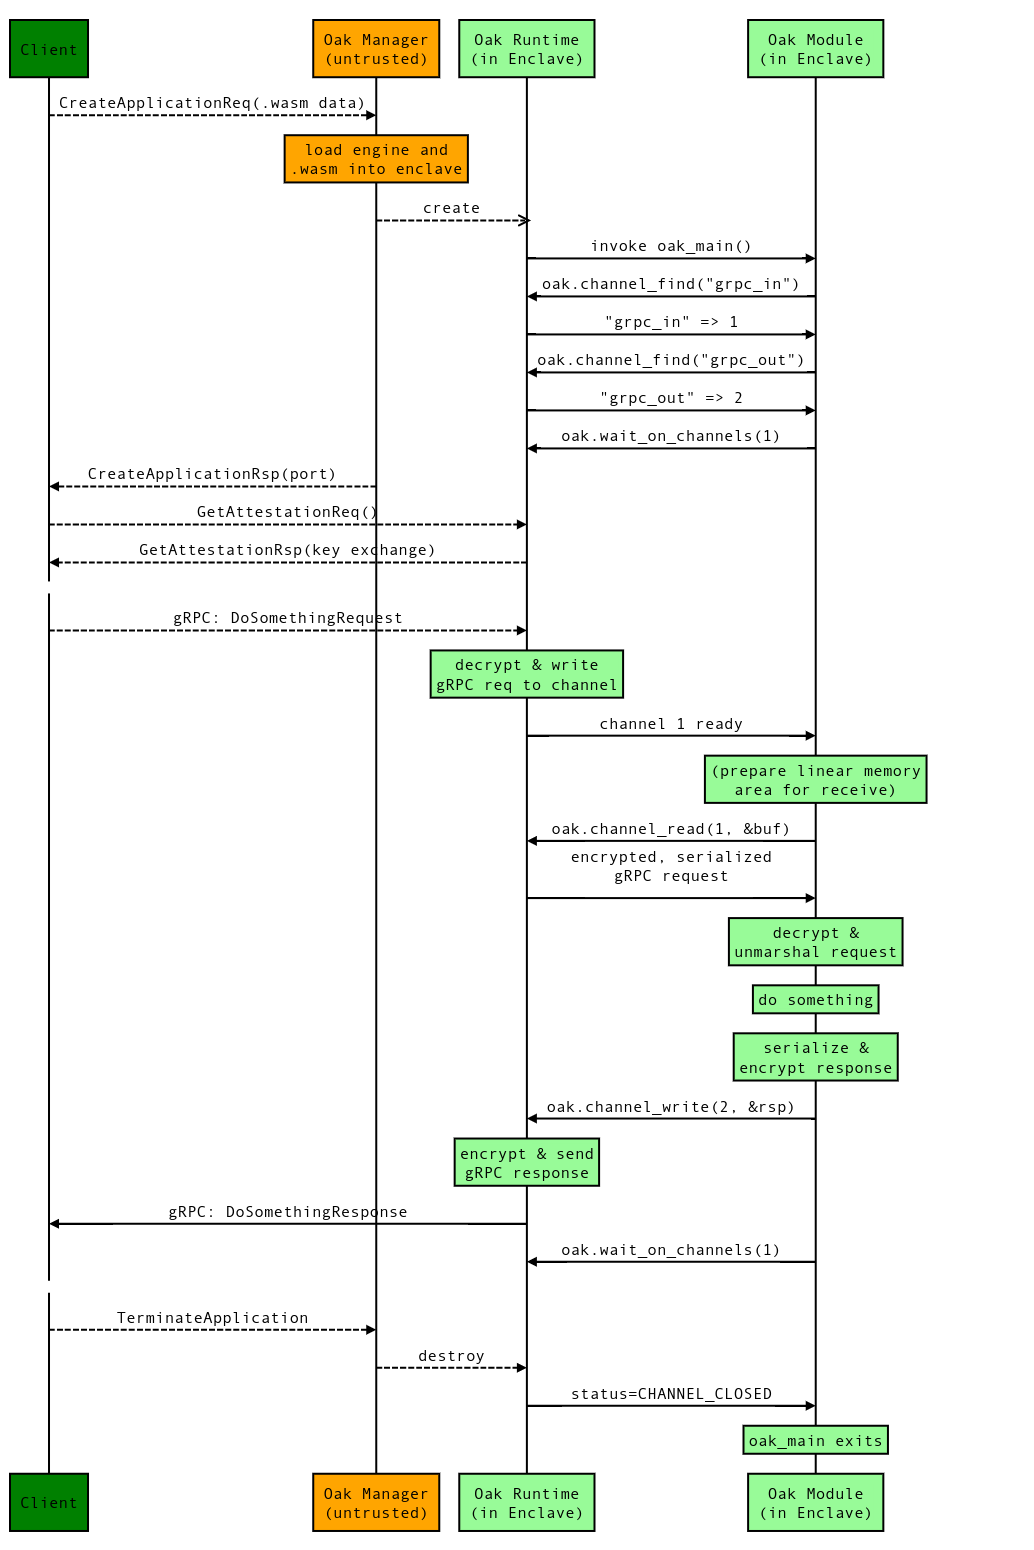 Client
Oak Manager
(untrusted)
Oak Runtime
(in Enclave)
Oak Module
(in Enclave)
CreateApplicationReq(.wasm data)
load engine and
.wasm into enclave
create
invoke oak_main()
oak.channel_find("grpc_in")
"grpc_in" => 1
oak.channel_find("grpc_out")
"grpc_out" => 2
oak.wait_on_channels(1)
CreateApplicationRsp(port)
GetAttestationReq()
GetAttestationRsp(key exchange)
gRPC: DoSomethingRequest
decrypt & write
gRPC req to channel
channel 1 ready
(prepare linear memory
area for receive)
oak.channel_read(1, &buf)
encrypted, serialized
gRPC request
decrypt &
unmarshal request
do something
serialize &
encrypt response
oak.channel_write(2, &rsp)
encrypt & send
gRPC response
gRPC: DoSomethingResponse
oak.wait_on_channels(1)
TerminateApplication
destroy
status=CHANNEL_CLOSED
oak_main exits
Client
Oak Manager
(untrusted)
Oak Runtime
(in Enclave)
Oak Module
(in Enclave)